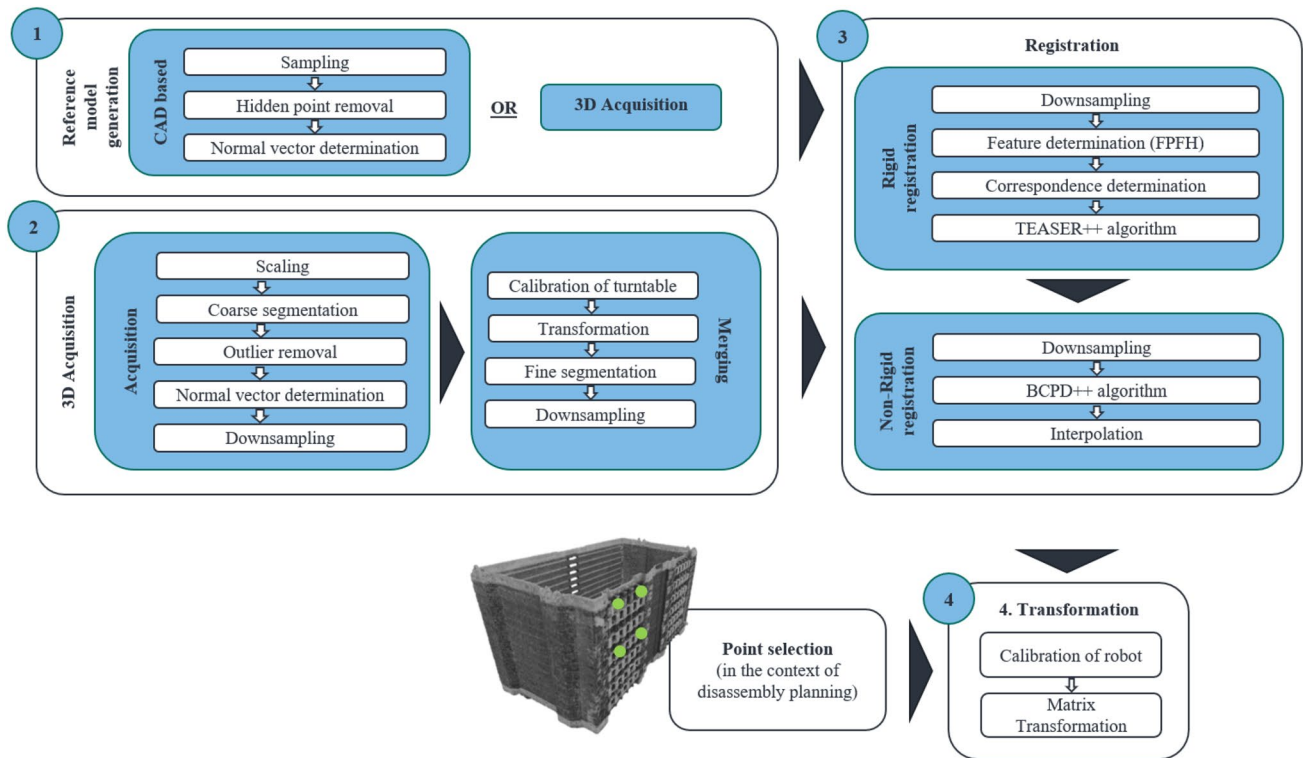 1
Reference
model
generation
CAD based
Sampling
Hidden point removal
Normal vector determination
OR
3D Acquisition
2
3D Acquisition
Acquisition
Scaling
Coarse segmentation
Outlier removal
Normal vector determination
Downsampling
Calibration of turntable
Transformation
Fine segmentation
Downsampling
Merging
3
Registration
Rigid
registration
Downsampling
Feature determination (FPFH)
Correspondence determination
TEASER++ algorithm
Non-Rigid
registration
Downsampling
BCPD++ algorithm
Interpolation
Point selection
(in the context of
disassembly planning)
4
4. Transformation
Calibration of robot
Matrix
Transformation